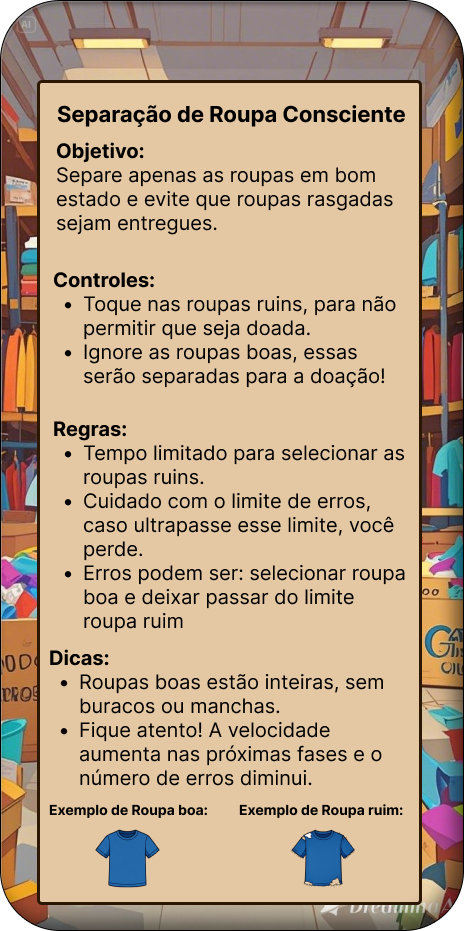 AI
Separação de Roupa Consciente
Objetivo:
Separe apenas as roupas em bom
estado e evite que roupas rasgadas
sejam entregues.
Controles:
• Toque nas roupas ruins, para não
permitir que seja doada.
• Ignore as roupas boas, essas
serão separadas para a doação!
Regras:
• Tempo limitado para selecionar as
roupas ruins.
• Cuidado com o limite de erros,
caso ultrapasse esse limite, você
perde.
• Erros podem ser: selecionar roupa
boa e deixar passar do limite
roupa ruim
Dicas:
• Roupas boas estão inteiras, sem
buracos ou manchas.
• Fique atento! A velocidade
aumenta nas próximas fases e o
número de erros diminui.
Exemplo de Roupa boa: Exemplo de Roupa ruim: